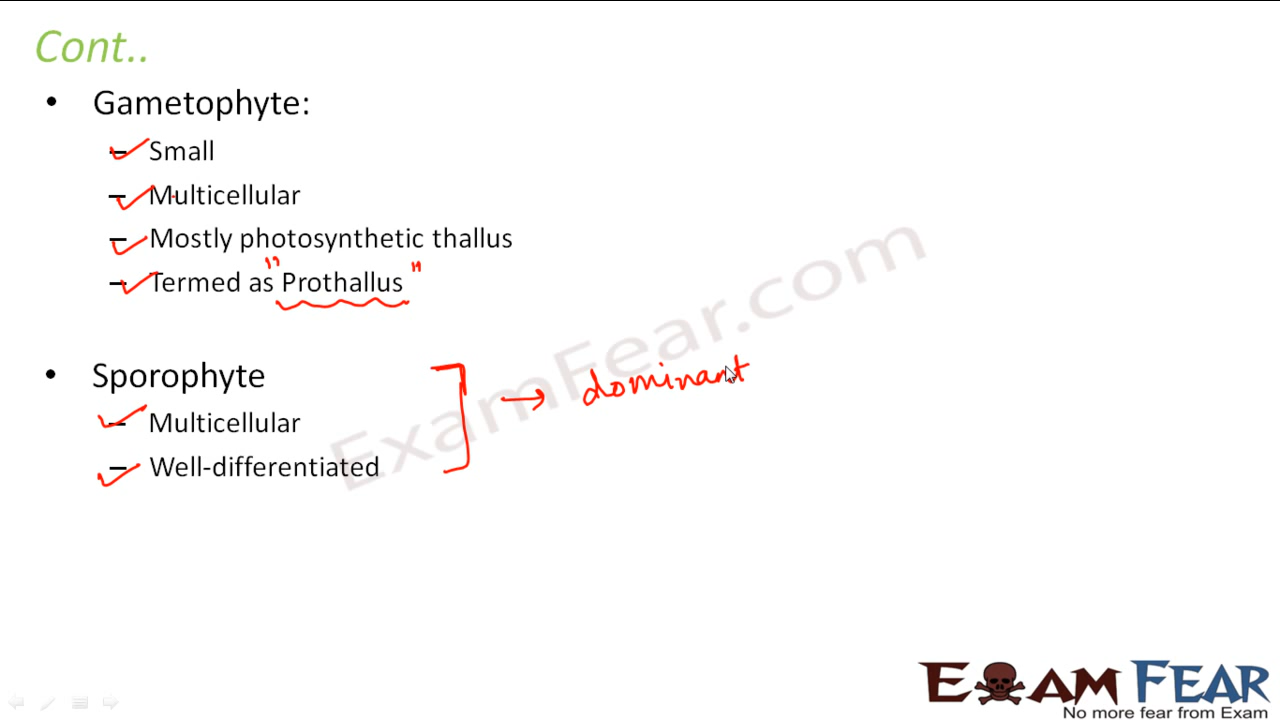 Cont..
• Gametophyte:
– Small
– Multicellular
– Mostly photosynthetic thallus
– Termed as "Prothallus"
• Sporophyte
– Multicellular
– Well-differentiated
→ dominant
ExamFear.com
EXAM FEAR
No more fear from Exam